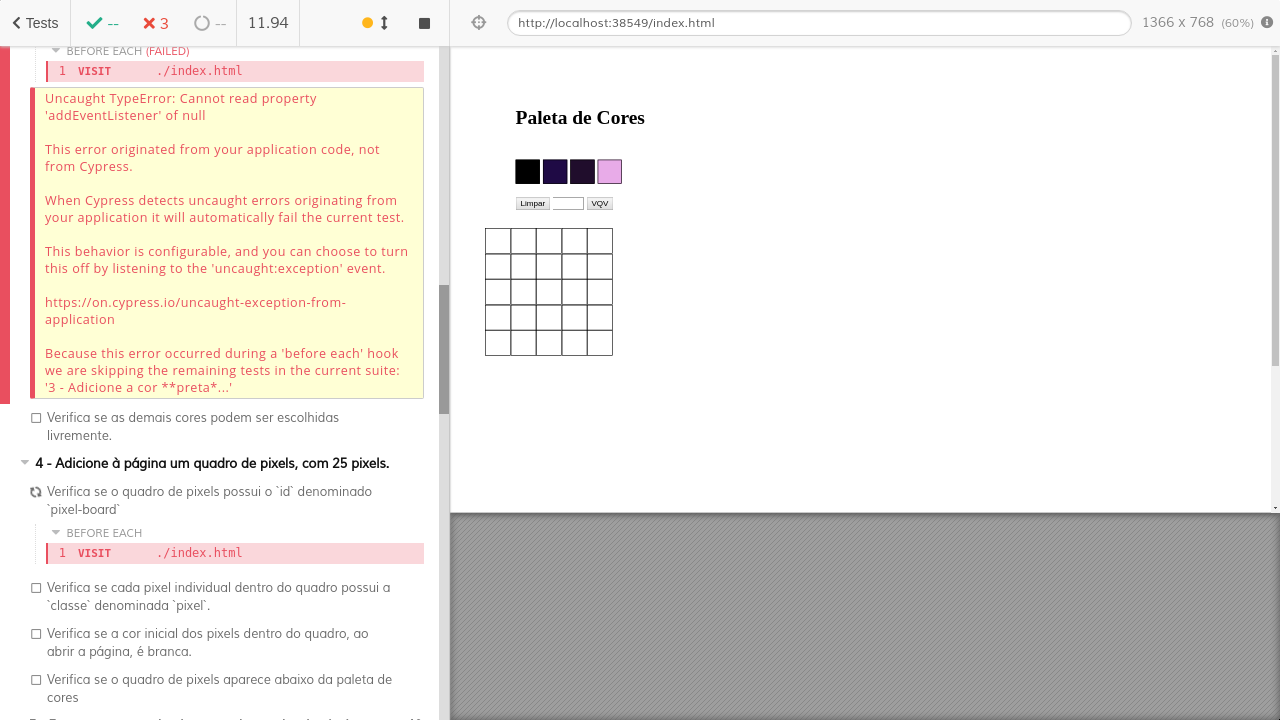 Tests
--
3
--
11.94
http://localhost:38549/index.html
1366 x 768 (60%)
BEFORE EACH (FAILED)
1 VISIT ./index.html
Uncaught TypeError: Cannot read property
'addEventListener' of null
This error originated from your application code, not
from Cypress.
When Cypress detects uncaught errors originating from
your application it will automatically fail the current test.
This behavior is configurable, and you can choose to turn
this off by listening to the 'uncaught:exception' event.
https://on.cypress.io/uncaught-exception-from-
application
Because this error occurred during a 'before each' hook
we are skipping the remaining tests in the current suite:
'3 - Adicione a cor **preta*...'
Verifica se as demais cores podem ser escolhidas
livremente.
4 - Adicione à página um quadro de pixels, com 25 pixels.
Verifica se o quadro de pixels possui o `id` denominado
`pixel-board`
BEFORE EACH
1 VISIT ./index.html
Verifica se cada pixel individual dentro do quadro possui a
`classe` denominada `pixel`.
Verifica se a cor inicial dos pixels dentro do quadro, ao
abrir a página, é branca.
Verifica se o quadro de pixels aparece abaixo da paleta de
cores
Paleta de Cores
Limpar
VQV